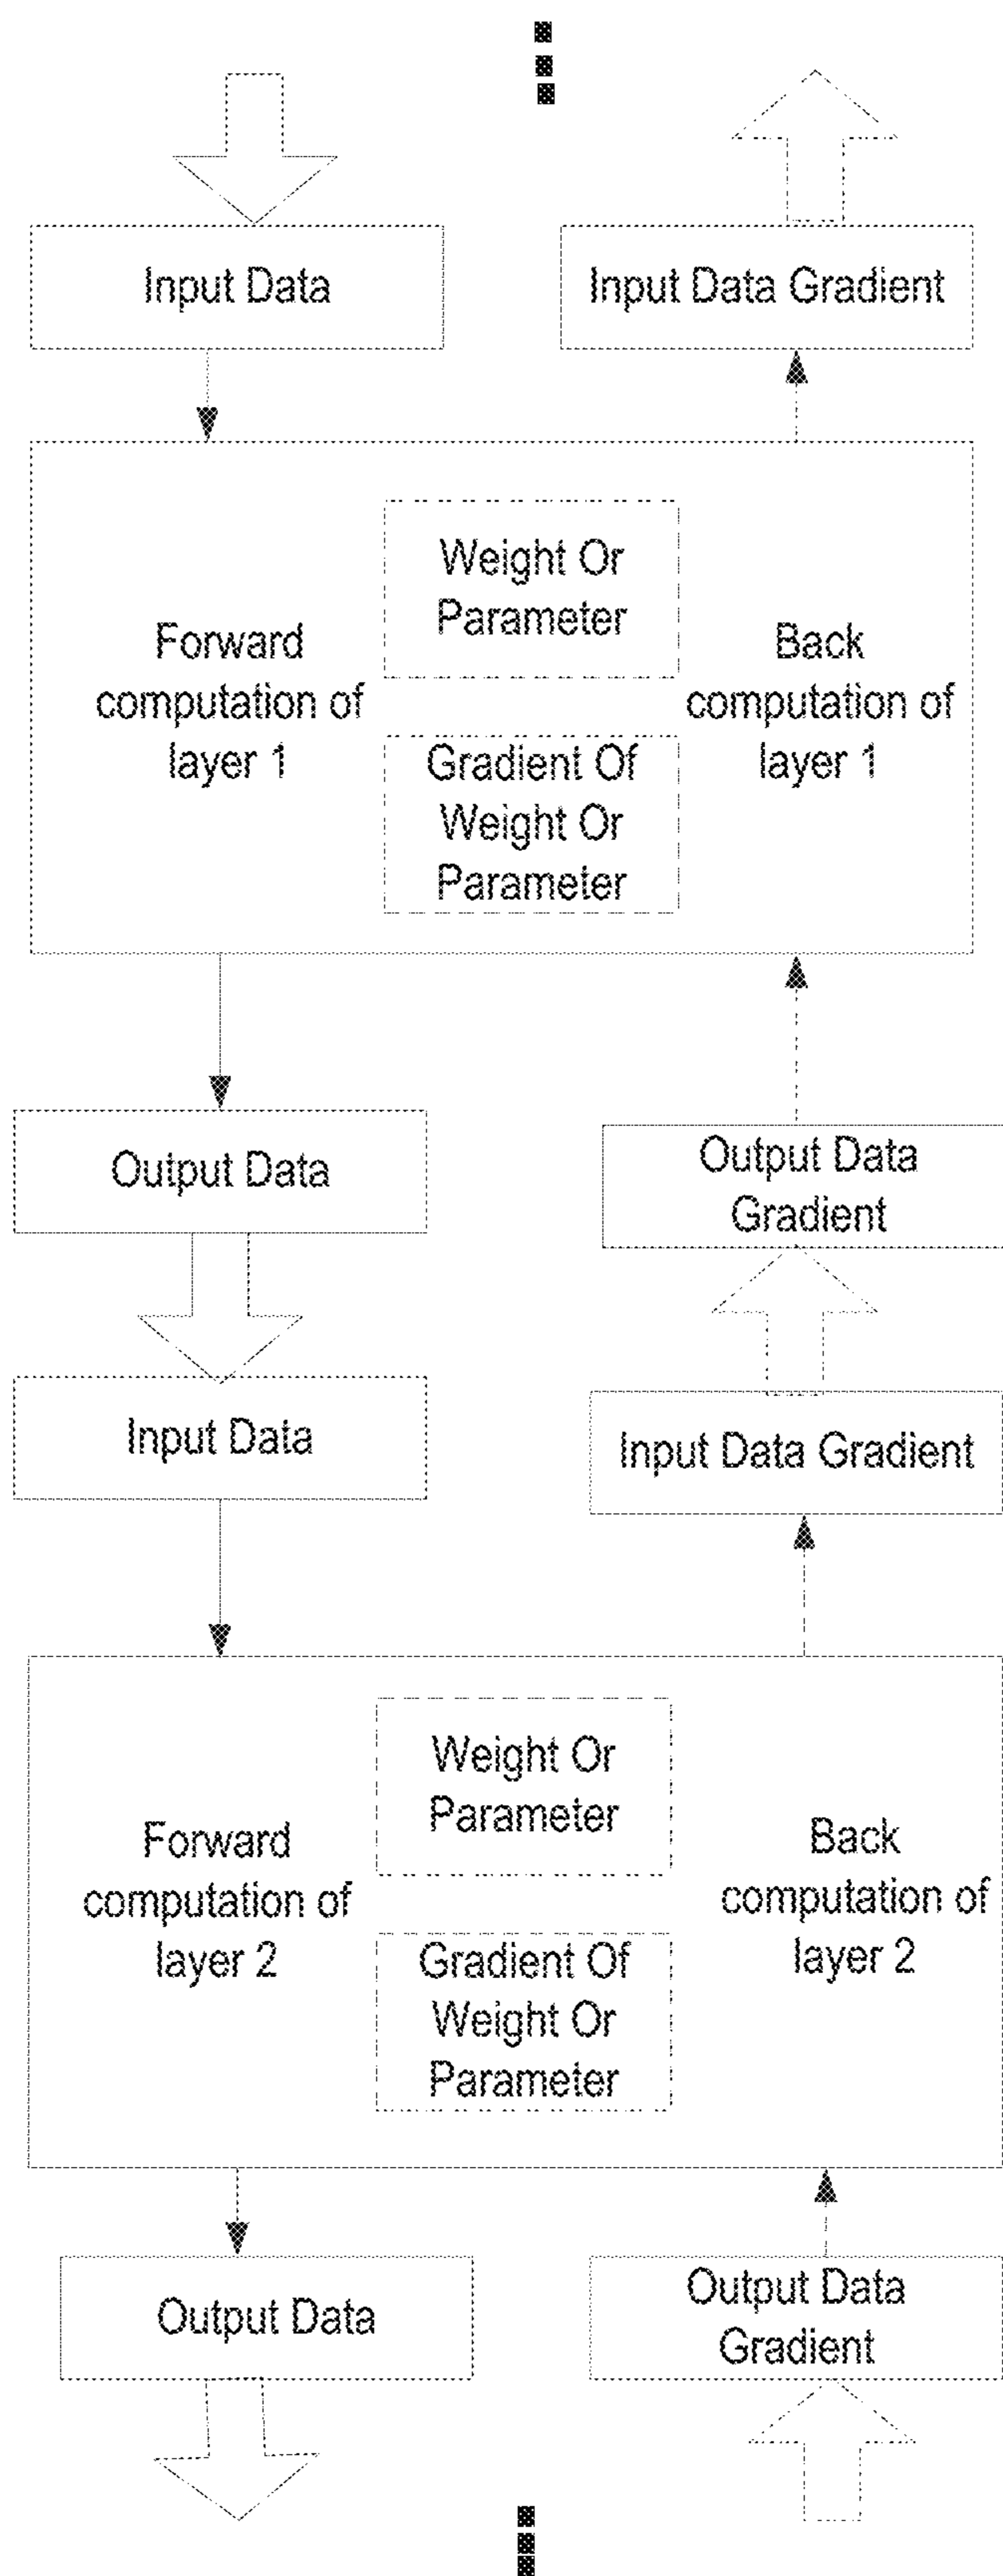 Input Data
Input Data Gradient
Forward
computation of
layer 1
Weight Or
Parameter
Gradient Of
Weight Or
Parameter
Back
computation of
layer 1
Output Data
Output Data
Gradient
Input Data
Input Data Gradient
Forward
computation of
layer 2
Weight Or
Parameter
Gradient Of
Weight Or
Parameter
Back
computation of
layer 2
Output Data
Output Data
Gradient